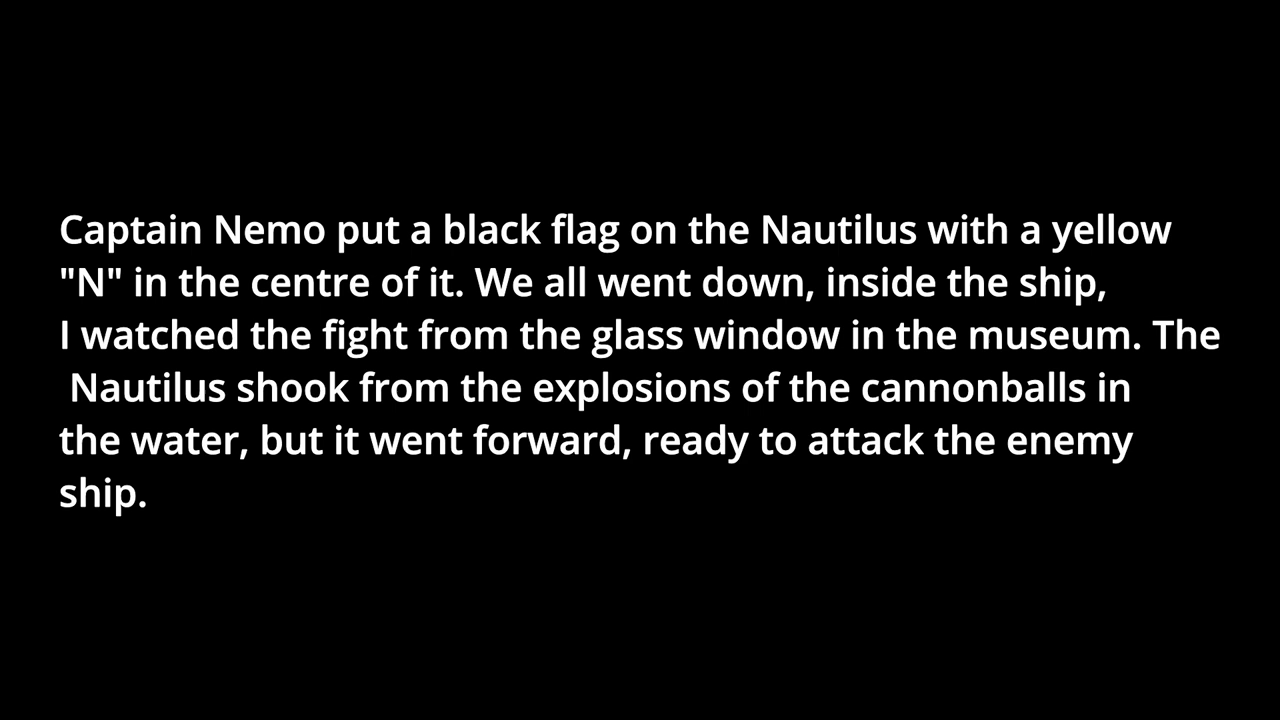 Captain Nemo put a black flag on the Nautilus with a yellow
"N" in the centre of it. We all went down, inside the ship,
I watched the fight from the glass window in the museum. The
Nautilus shook from the explosions of the cannonballs in
the water, but it went forward, ready to attack the enemy
ship.